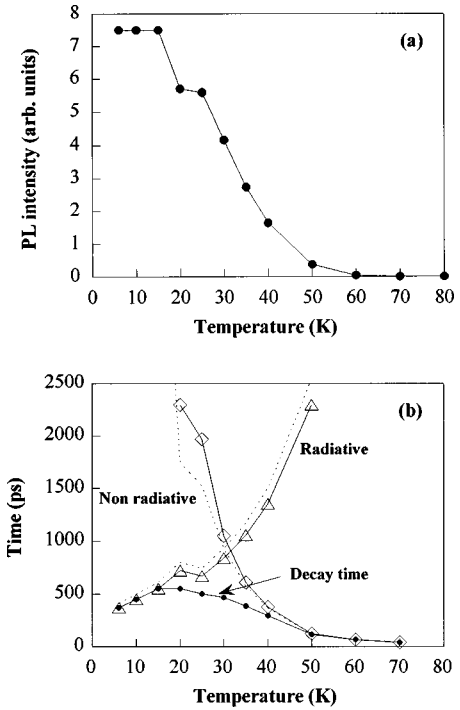 8
(a)
7
6
5
4
3
2
1
0
PL intensity (arb. units)
0 10 20 30 40 50 60 70 80
Temperature (K)
2500
(b)
2000
Radiative
1500
Non radiative
1000
Decay time
500
0
Time (ps)
0 10 20 30 40 50 60 70 80
Temperature (K)